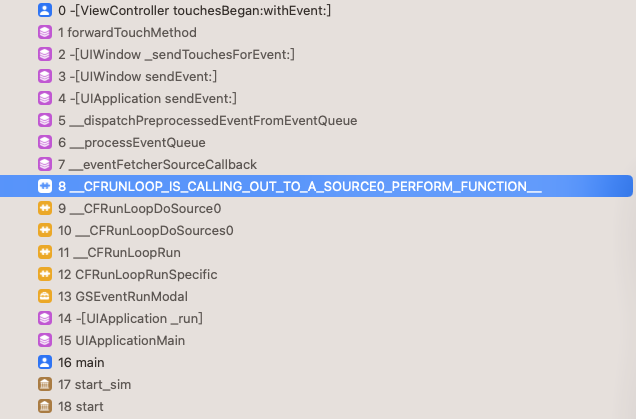 0 -[ViewController touchesBegan:withEvent:]
1 forwardTouchMethod
2 -[UIWindow _sendTouchesForEvent:]
3 -[UIWindow sendEvent:]
4 -[UIApplication sendEvent:]
5 __dispatchPreprocessedEventFromEventQueue
6 __processEventQueue
7 __eventFetcherSourceCallback
8 __CFRUNLOOP_IS_CALLING_OUT_TO_A_SOURCE0_PERFORM_FUNCTION__
9 __CFRunLoopDoSource0
10 __CFRunLoopDoSources0
11 __CFRunLoopRun
12 CFRunLoopRunSpecific
13 GSEventRunModal
14 -[UIApplication _run]
15 UIApplicationMain
16 main
17 start_sim
18 start